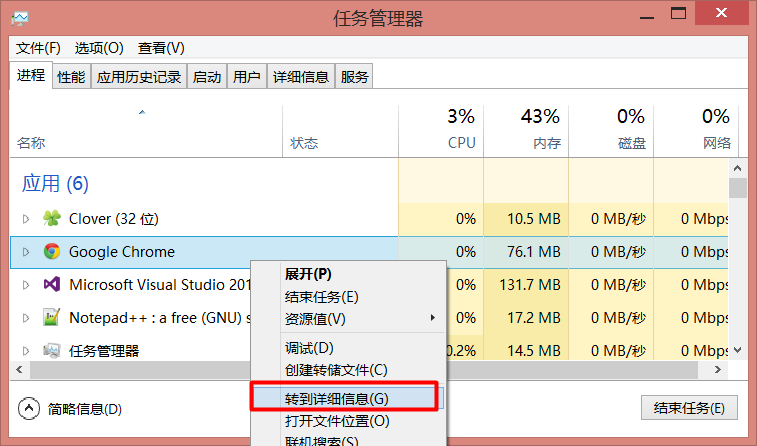 任务管理器
文件(F) 选项(O) 查看(V)
进程 性能 应用历史记录 启动 用户 详细信息 服务
3% 43% 0% 0%
名称 状态 CPU 内存 磁盘 网络
应用 (6)
Clover (32 位) 0% 10.5 MB 0 MB/秒 0 Mbps
Google Chrome 0% 76.1 MB 0 MB/秒 0 Mbps
Microsoft Visual Studio 201 0% 131.7 MB 0 MB/秒 0 Mbps
Notepad++ : a free (GNU) s 0% 17.2 MB 0 MB/秒 0 Mbps
任务管理器 0.2% 14.5 MB 0 MB/秒 0 Mbps
展开(P)
结束任务(E)
资源值(V)
调试(D)
创建转储文件(C)
转到详细信息(G)
打开文件位置(O)
联机搜索(S)
简略信息(D)
结束任务(E)